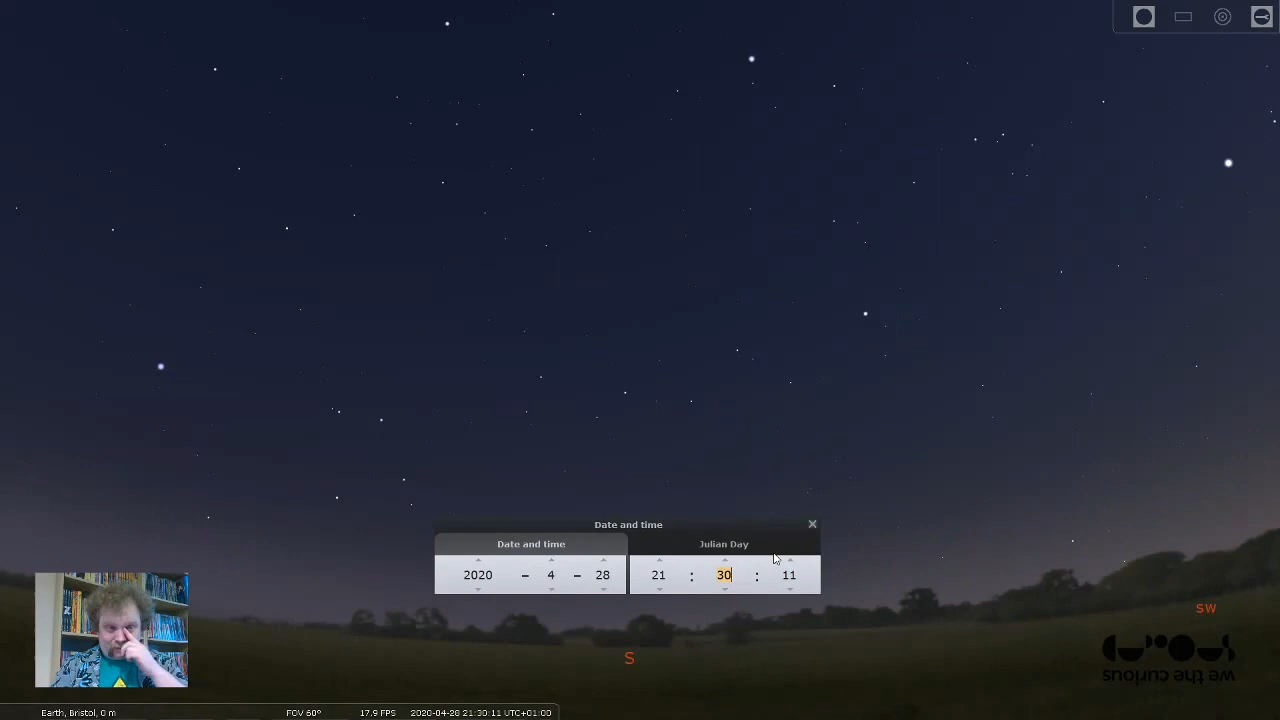 Date and time
Date and time Julian Day
2020 – 4 – 28 21 : 30 : 11
SW
S
we the curious
Earth, Bristol, 0 m FOV 60° 17.9 FPS 2020-04-28 21:30:11 UTC+01:00